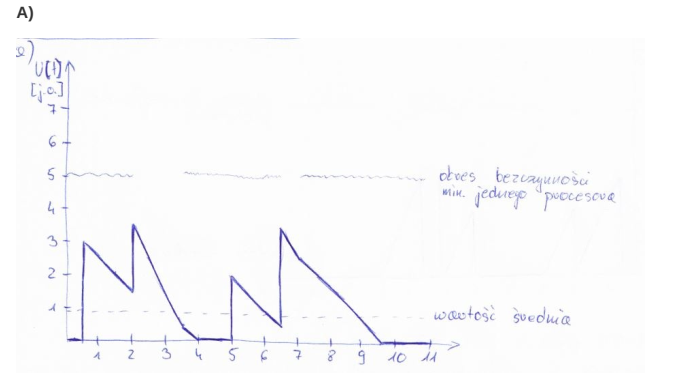 A)
e)
U(t)
[j.a.]
7
6
5
okres bezczynności
min. jednego procesora
4
3
2
1
wartość średnia
1 2 3 4 5 6 7 8 9 10 11